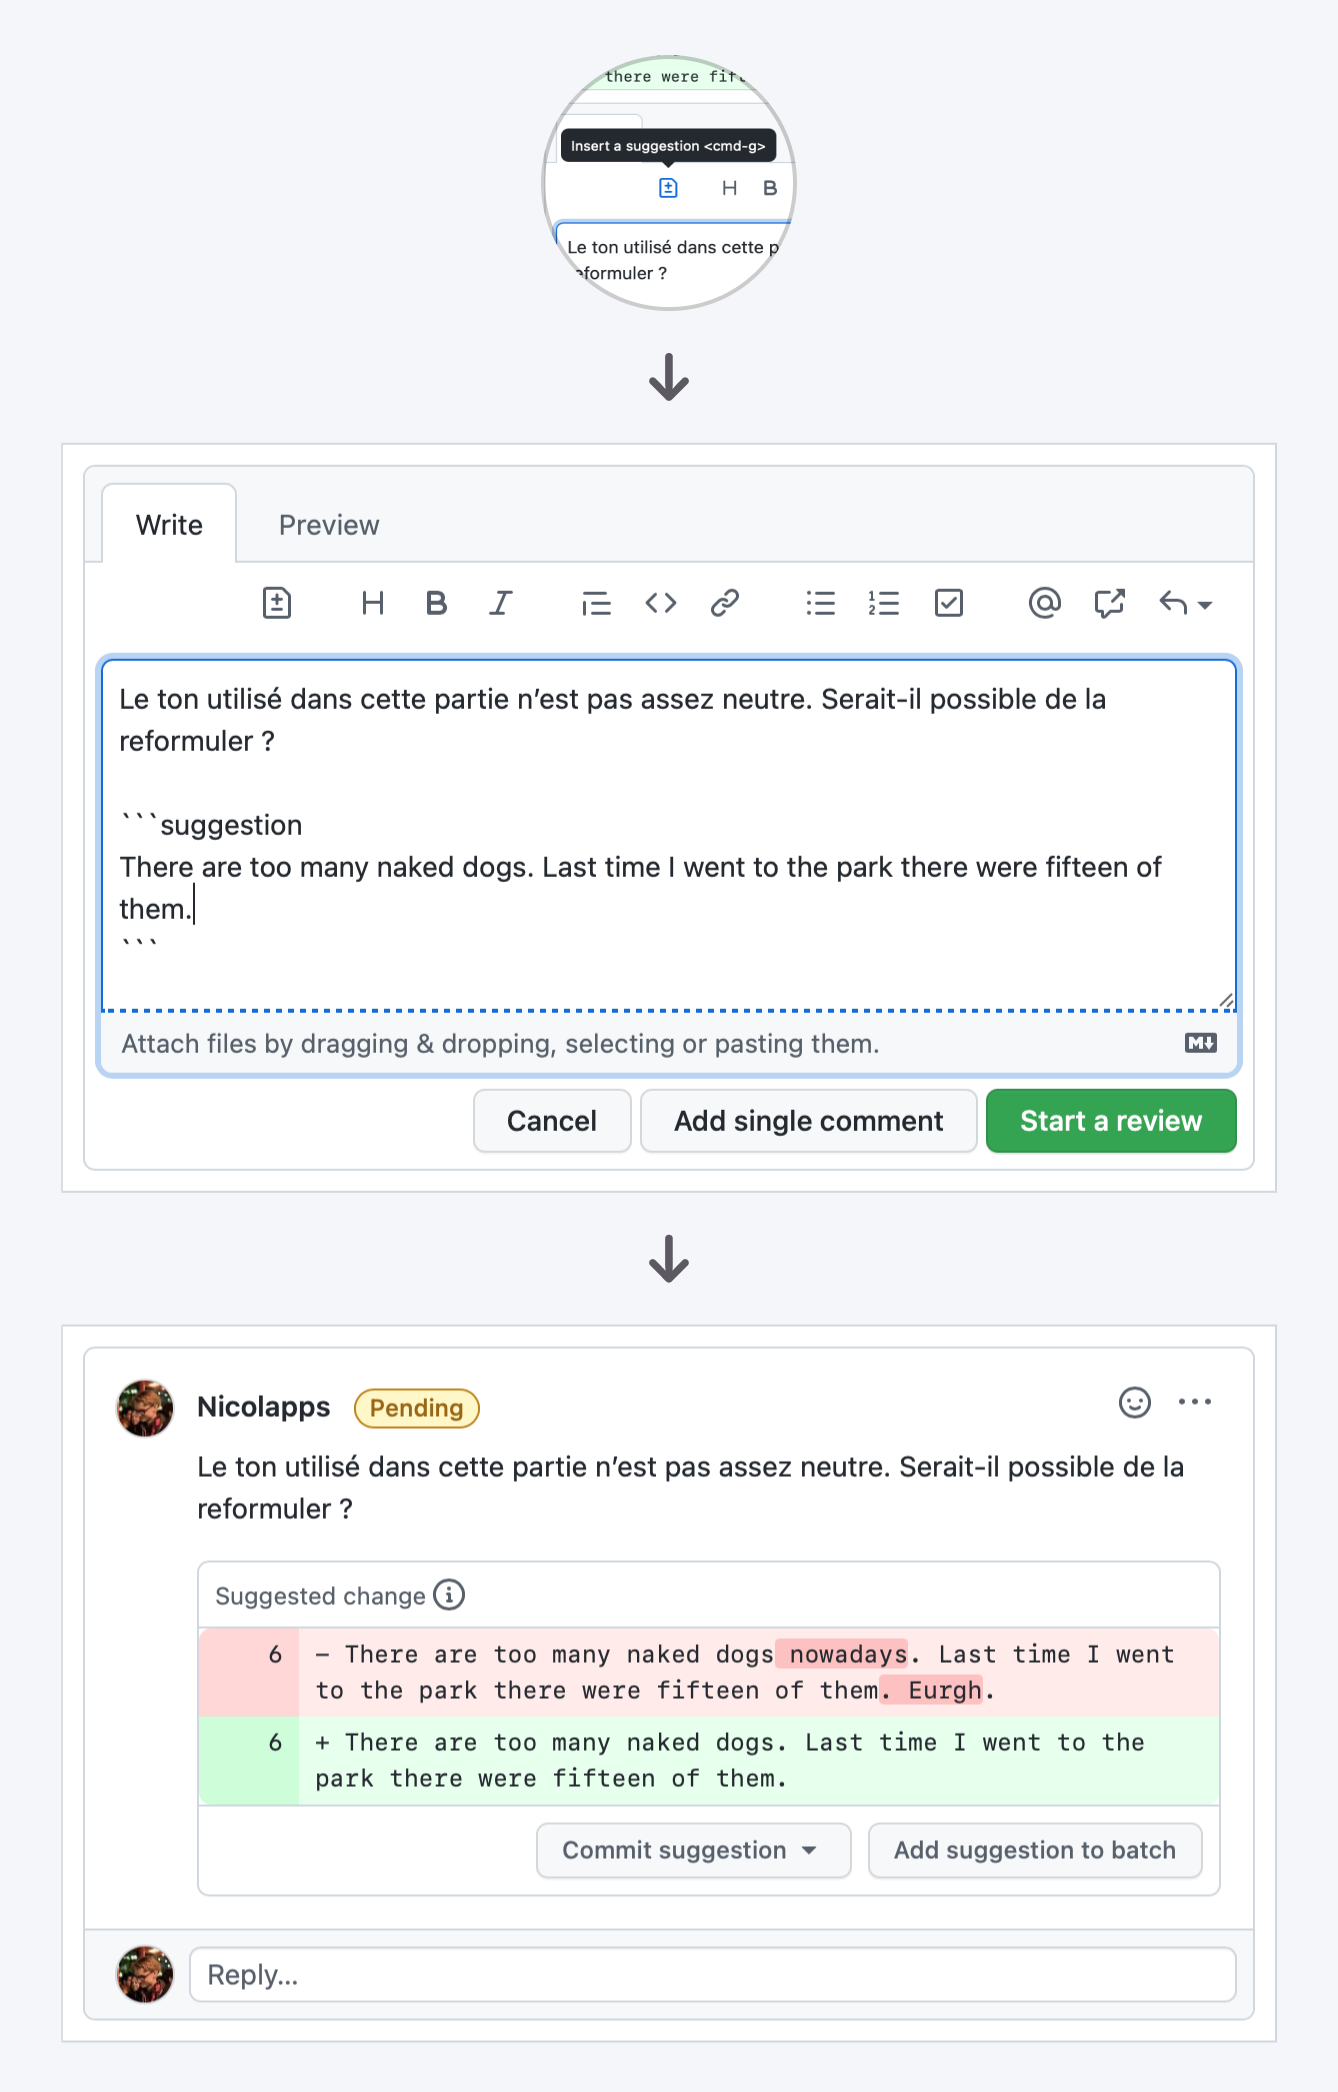 there were fift
Insert a suggestion <cmd-g>
H B
Le ton utilisé dans cette p
eformuler ?
Write Preview
H B I
Le ton utilisé dans cette partie n’est pas assez neutre. Serait-il possible de la
reformuler ?
```suggestion
There are too many naked dogs. Last time I went to the park there were fifteen of
them.
```
Attach files by dragging & dropping, selecting or pasting them.
Cancel Add single comment Start a review
Nicolapps Pending
Le ton utilisé dans cette partie n’est pas assez neutre. Serait-il possible de la
reformuler ?
Suggested change
6 – There are too many naked dogs nowadays. Last time I went
to the park there were fifteen of them. Eurgh.
6 + There are too many naked dogs. Last time I went to the
park there were fifteen of them.
Commit suggestion Add suggestion to batch
Reply...